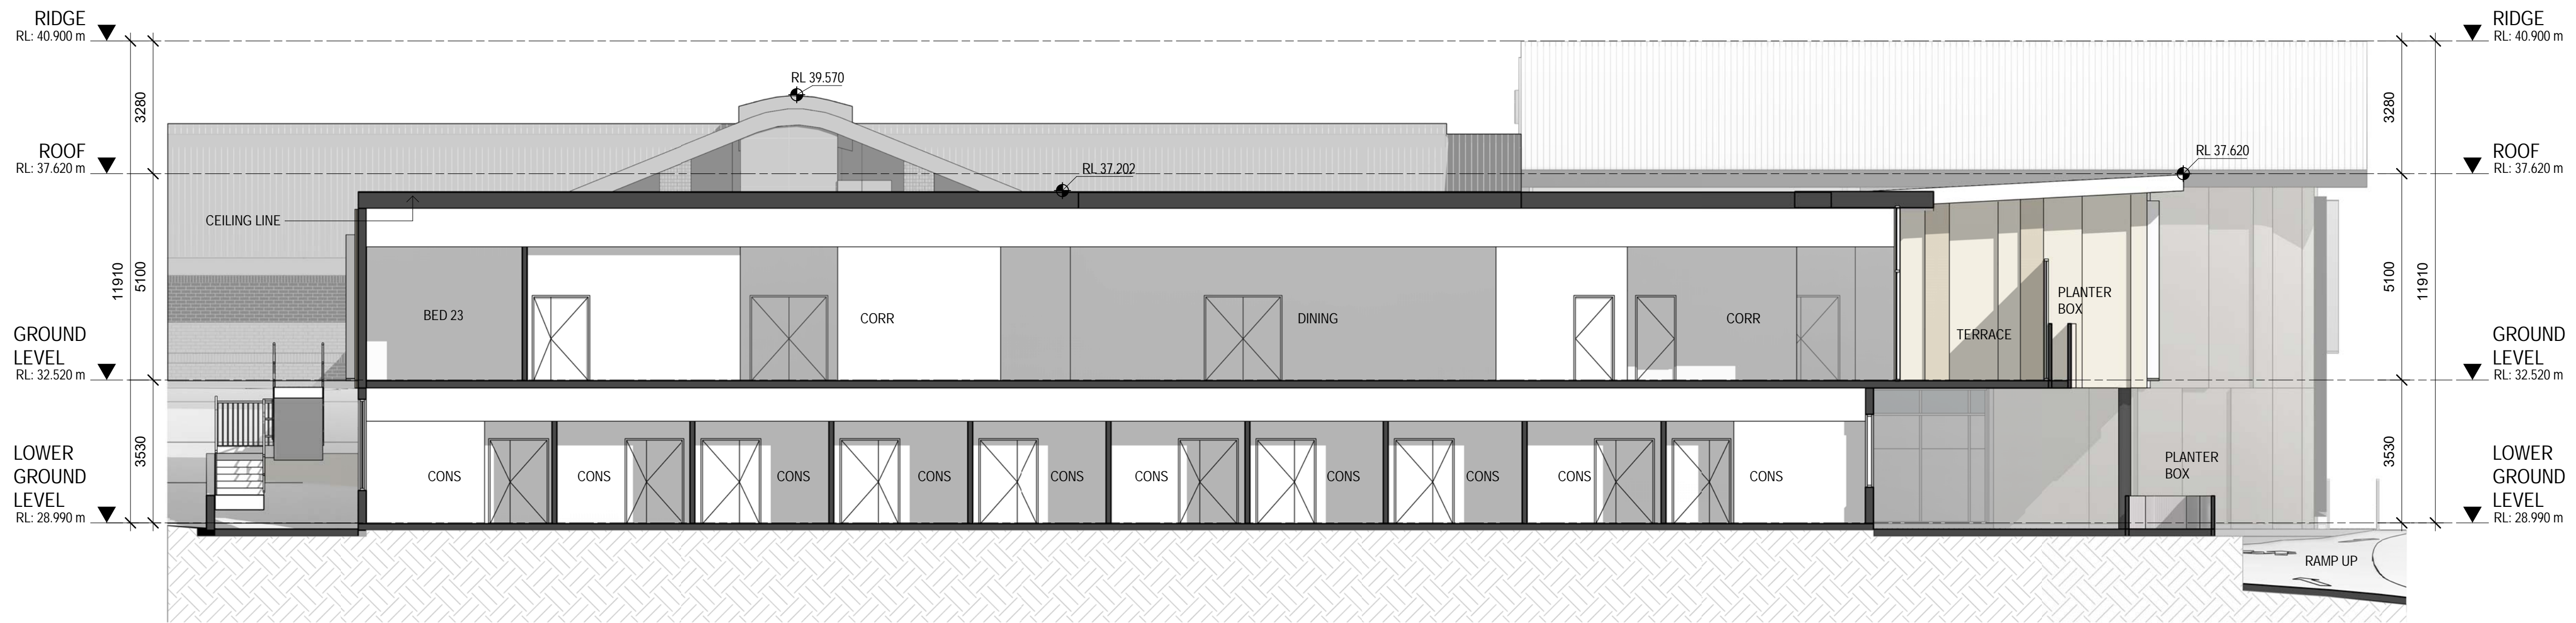 RIDGE
RL: 40.900 m
ROOF
RL: 37.620 m
GROUND
LEVEL
RL: 32.520 m
LOWER
GROUND
LEVEL
RL: 28.990 m
3280
5100
11910
3530
RL 39.570
RL 37.202
RL 37.620
CEILING LINE
BED 23
CORR
DINING
CORR
TERRACE
PLANTER
BOX
CONS
CONS
CONS
CONS
CONS
CONS
CONS
CONS
CONS
CONS
PLANTER
BOX
RAMP UP
3280
5100
11910
3530
RIDGE
RL: 40.900 m
ROOF
RL: 37.620 m
GROUND
LEVEL
RL: 32.520 m
LOWER
GROUND
LEVEL
RL: 28.990 m